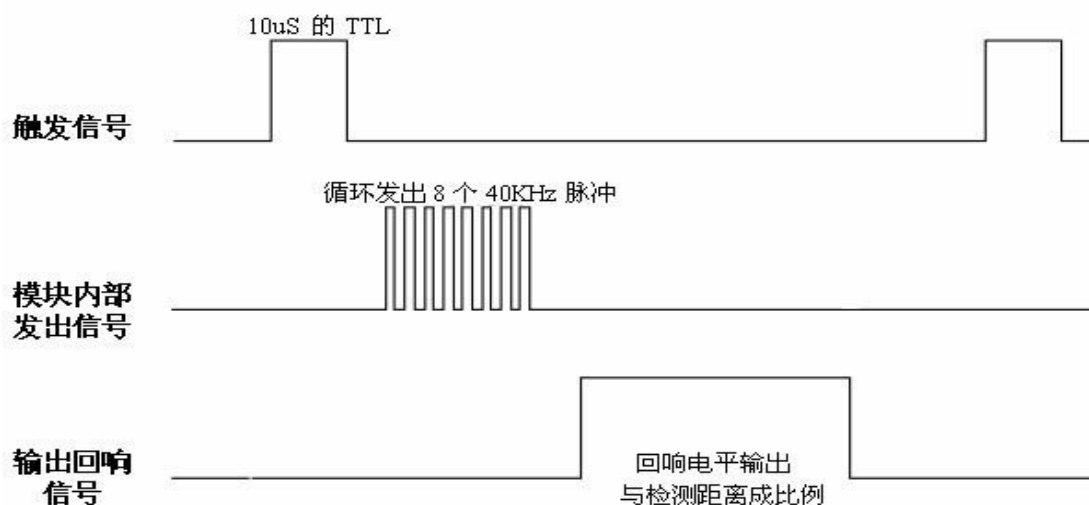 10uS 的 TTL
触发信号
循环发出 8 个 40KHz 脉冲
模块内部
发出信号
输出回响
信号
回响电平输出
与检测距离成比例